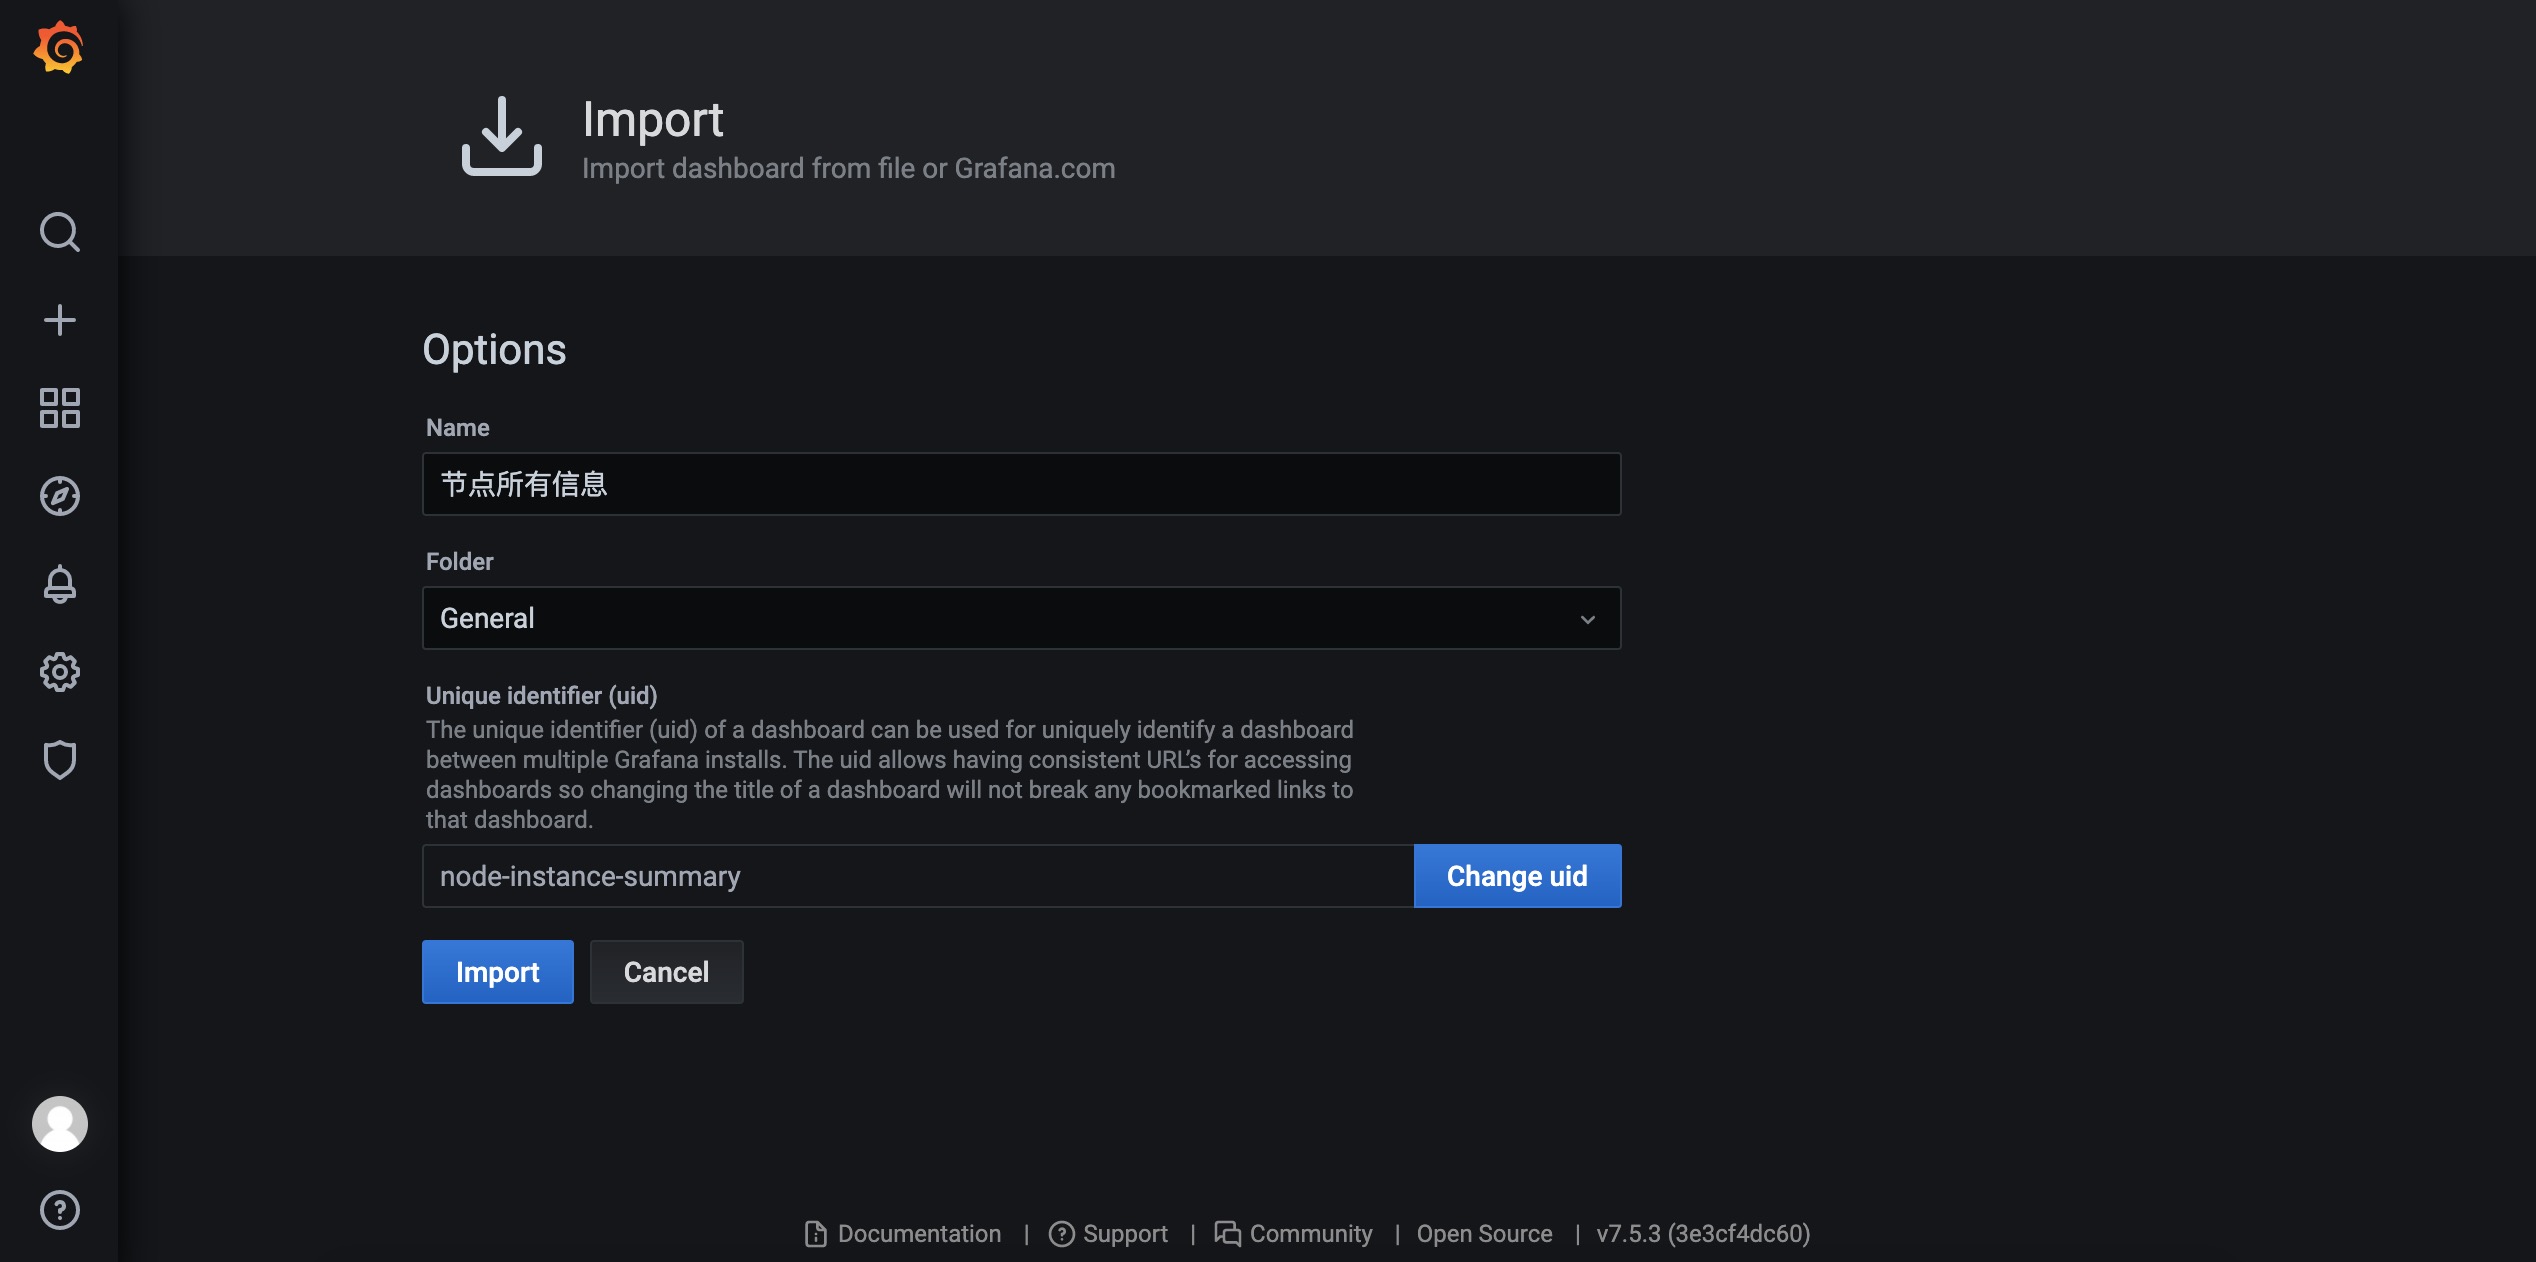 Import
Import dashboard from file or Grafana.com
Options
Name
节点所有信息
Folder
General
Unique identifier (uid)
The unique identifier (uid) of a dashboard can be used for uniquely identify a dashboard
between multiple Grafana installs. The uid allows having consistent URL’s for accessing
dashboards so changing the title of a dashboard will not break any bookmarked links to
that dashboard.
node-instance-summary Change uid
Import Cancel
Documentation | Support | Community | Open Source | v7.5.3 (3e3cf4dc60)